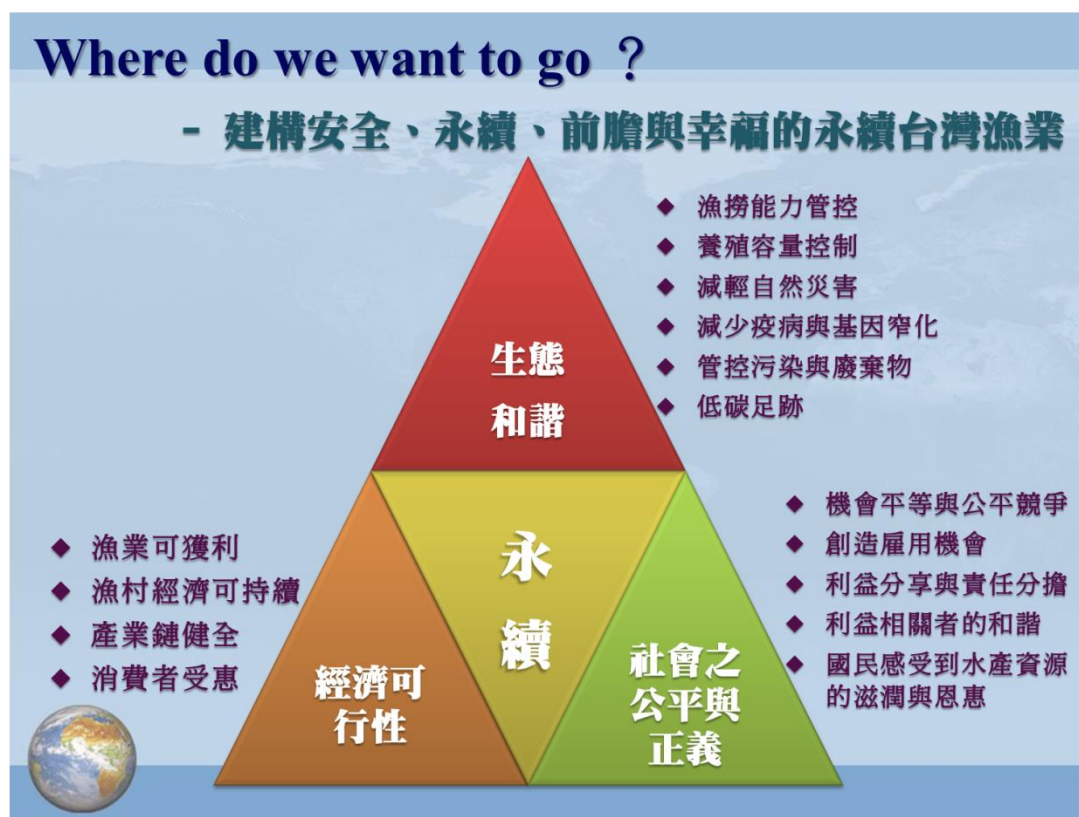 Where do we want to go ？
- 建構安全、永續、前膽與幸福的永續台灣漁業
◆ 漁撈能力管控
◆ 養殖容量控制
◆ 減輕自然災害
◆ 減少疫病與基因窄化
◆ 管控污染與廢棄物
◆ 低碳足跡
生態
和諧
◆ 漁業可獲利
◆ 漁村經濟可持續
◆ 產業鏈健全
◆ 消費者受惠
經濟可
行性
永
續
社會之
公平與
正義
◆ 機會平等與公平競爭
◆ 創造雇用機會
◆ 利益分享與責任分擔
◆ 利益相關者的和諧
◆ 國民感受到水產資源
的滋潤與恩惠